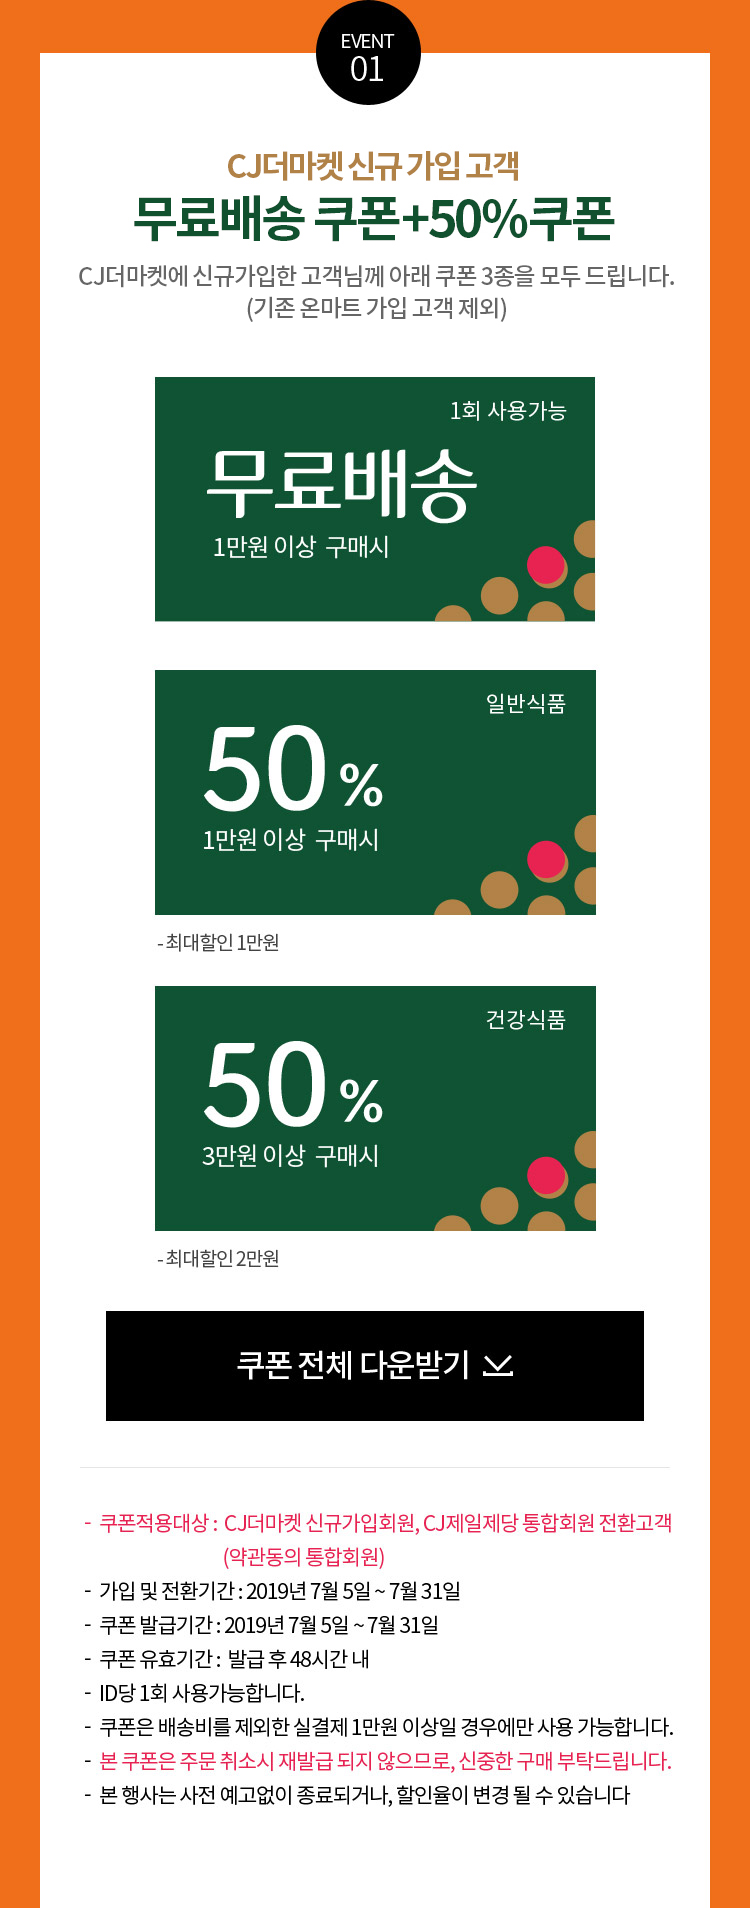 EVENT
01
CJ더마켓 신규 가입 고객
무료배송 쿠폰+50%쿠폰
CJ더마켓에 신규가입한 고객님께 아래 쿠폰 3종을 모두 드립니다.
(기존 온마트 가입 고객 제외)
1회 사용가능
무료배송
1만원 이상 구매시
일반식품
50 %
1만원 이상 구매시
- 최대할인 1만원
건강식품
50 %
3만원 이상 구매시
- 최대할인 2만원
쿠폰 전체 다운받기
- 쿠폰적용대상 : CJ더마켓 신규가입회원, CJ제일제당 통합회원 전환고객
(약관동의 통합회원)
- 가입 및 전환기간 : 2019년 7월 5일 ~ 7월 31일
- 쿠폰 발급기간 : 2019년 7월 5일 ~ 7월 31일
- 쿠폰 유효기간 : 발급 후 48시간 내
- ID당 1회 사용가능합니다.
- 쿠폰은 배송비를 제외한 실결제 1만원 이상일 경우에만 사용 가능합니다.
- 본 쿠폰은 주문 취소시 재발급 되지 않으므로, 신중한 구매 부탁드립니다.
- 본 행사는 사전 예고없이 종료되거나, 할인율이 변경 될 수 있습니다